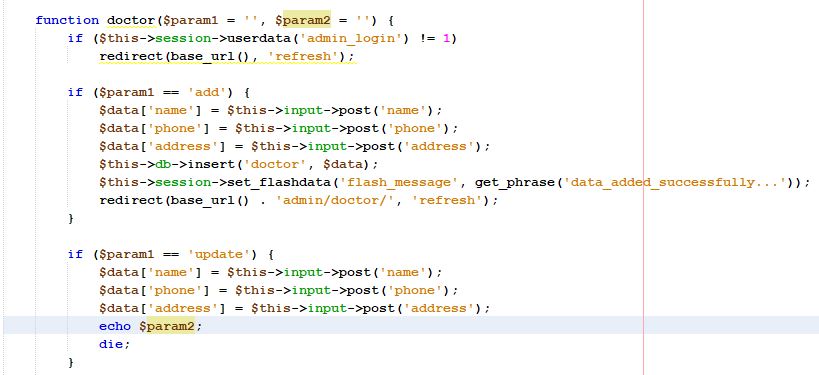 function doctor($param1 = '', $param2 = '') {
if ($this->session->userdata('admin_login') != 1)
redirect(base_url(), 'refresh');
if ($param1 == 'add') {
$data['name'] = $this->input->post('name');
$data['phone'] = $this->input->post('phone');
$data['address'] = $this->input->post('address');
$this->db->insert('doctor', $data);
$this->session->set_flashdata('flash_message', get_phrase('data_added_successfully...'));
redirect(base_url() . 'admin/doctor/', 'refresh');
}
if ($param1 == 'update') {
$data['name'] = $this->input->post('name');
$data['phone'] = $this->input->post('phone');
$data['address'] = $this->input->post('address');
echo $param2;
die;
}